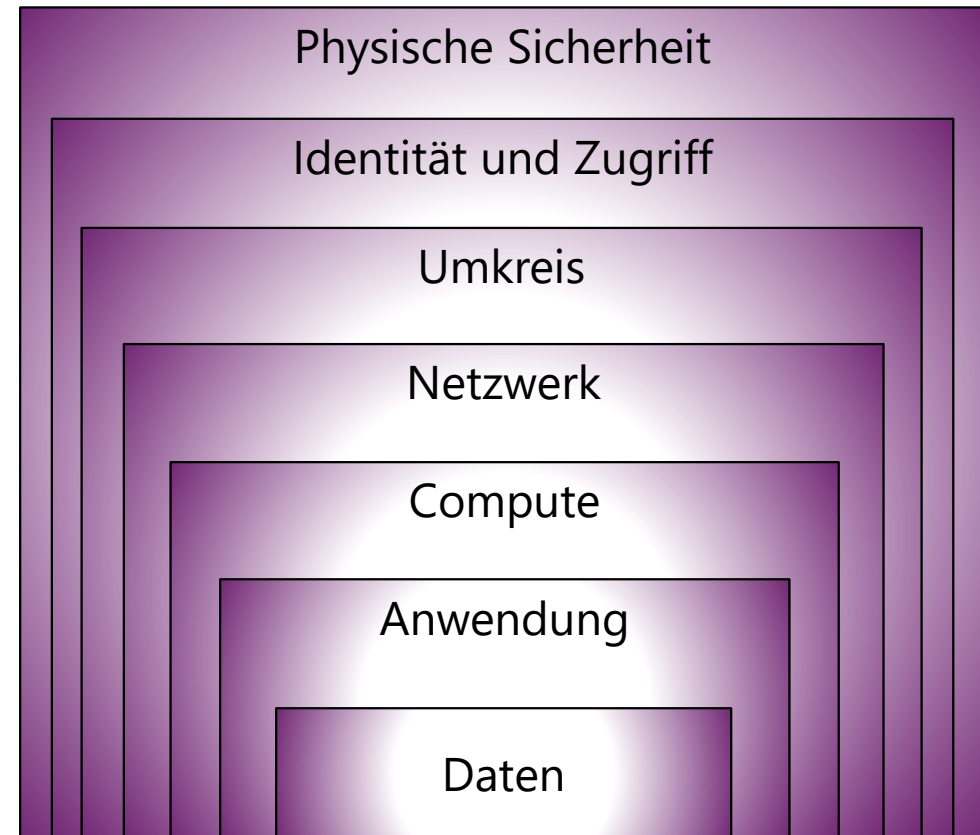 Physische Sicherheit
Identität und Zugriff
Umkreis
Netzwerk
Compute
Anwendung
Daten